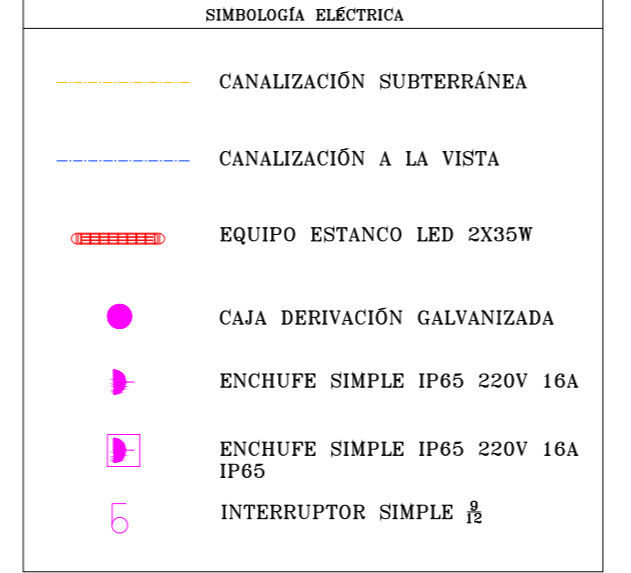 SIMBOLOGÍA ELÉCTRICA
CANALIZACIÓN SUBTERRÁNEA
CANALIZACIÓN A LA VISTA
EQUIPO ESTANCO LED 2X35W
CAJA DERIVACIÓN GALVANIZADA
ENCHUFE SIMPLE IP65 220V 16A
ENCHUFE SIMPLE IP65 220V 16A
IP65
INTERRUPTOR SIMPLE 9/12